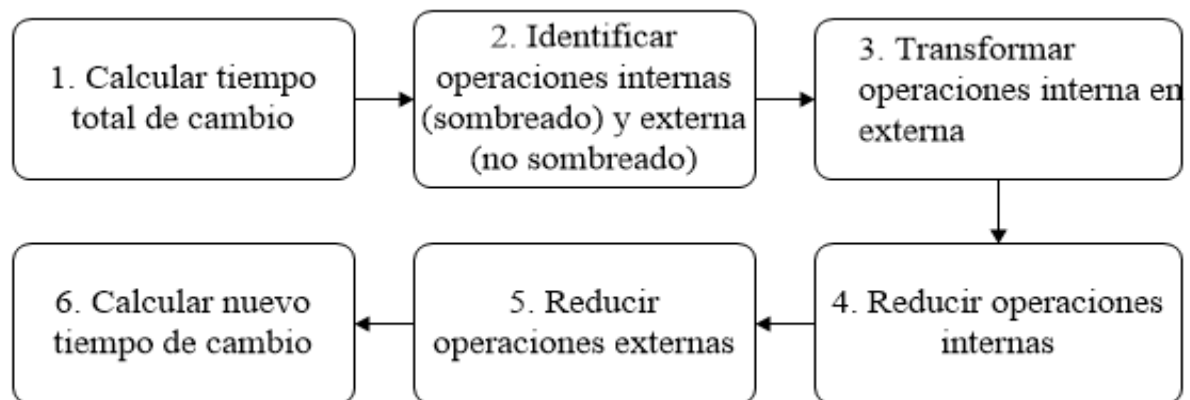 1. Calcular tiempo
total de cambio
2. Identificar
operaciones internas
(sombreado) y externa
(no sombreado)
3. Transformar
operaciones interna en
externa
4. Reducir operaciones
internas
5. Reducir
operaciones externas
6. Calcular nuevo
tiempo de cambio